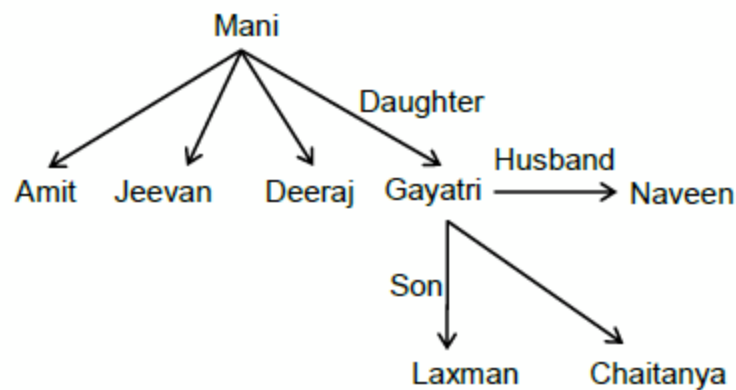 Mani
Daughter
Husband
Amit Jeevan Deeraj Gayatri Naveen
Son
Laxman Chaitanya